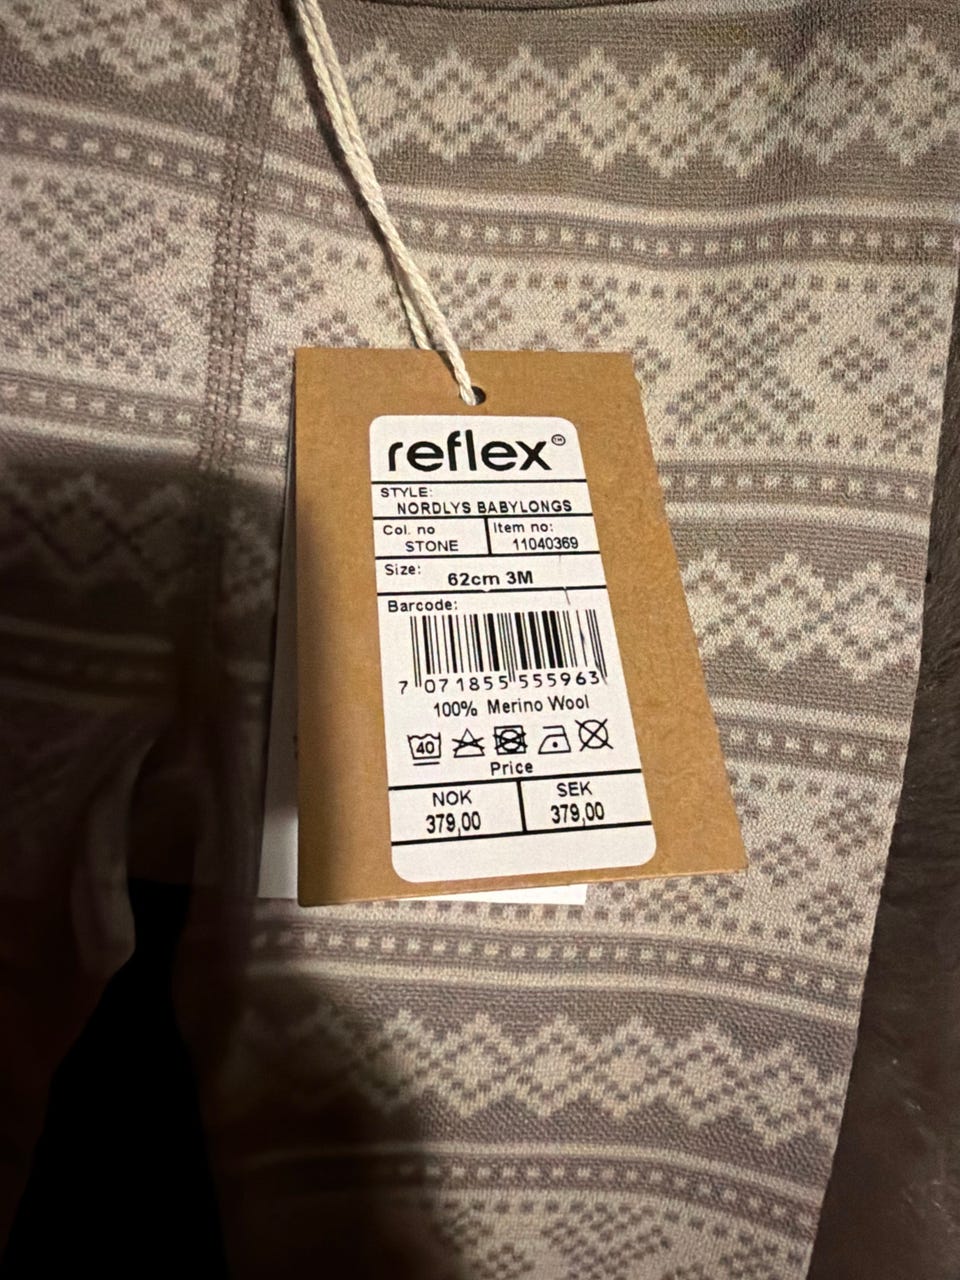 reflex™
STYLE:
NORDLYS BABYLONGS
Col. no
STONE
Item no:
11040369
Size:
62cm 3M
Barcode:
7 071855 555963
100% Merino Wool
40
Price
NOK
379,00
SEK
379,00